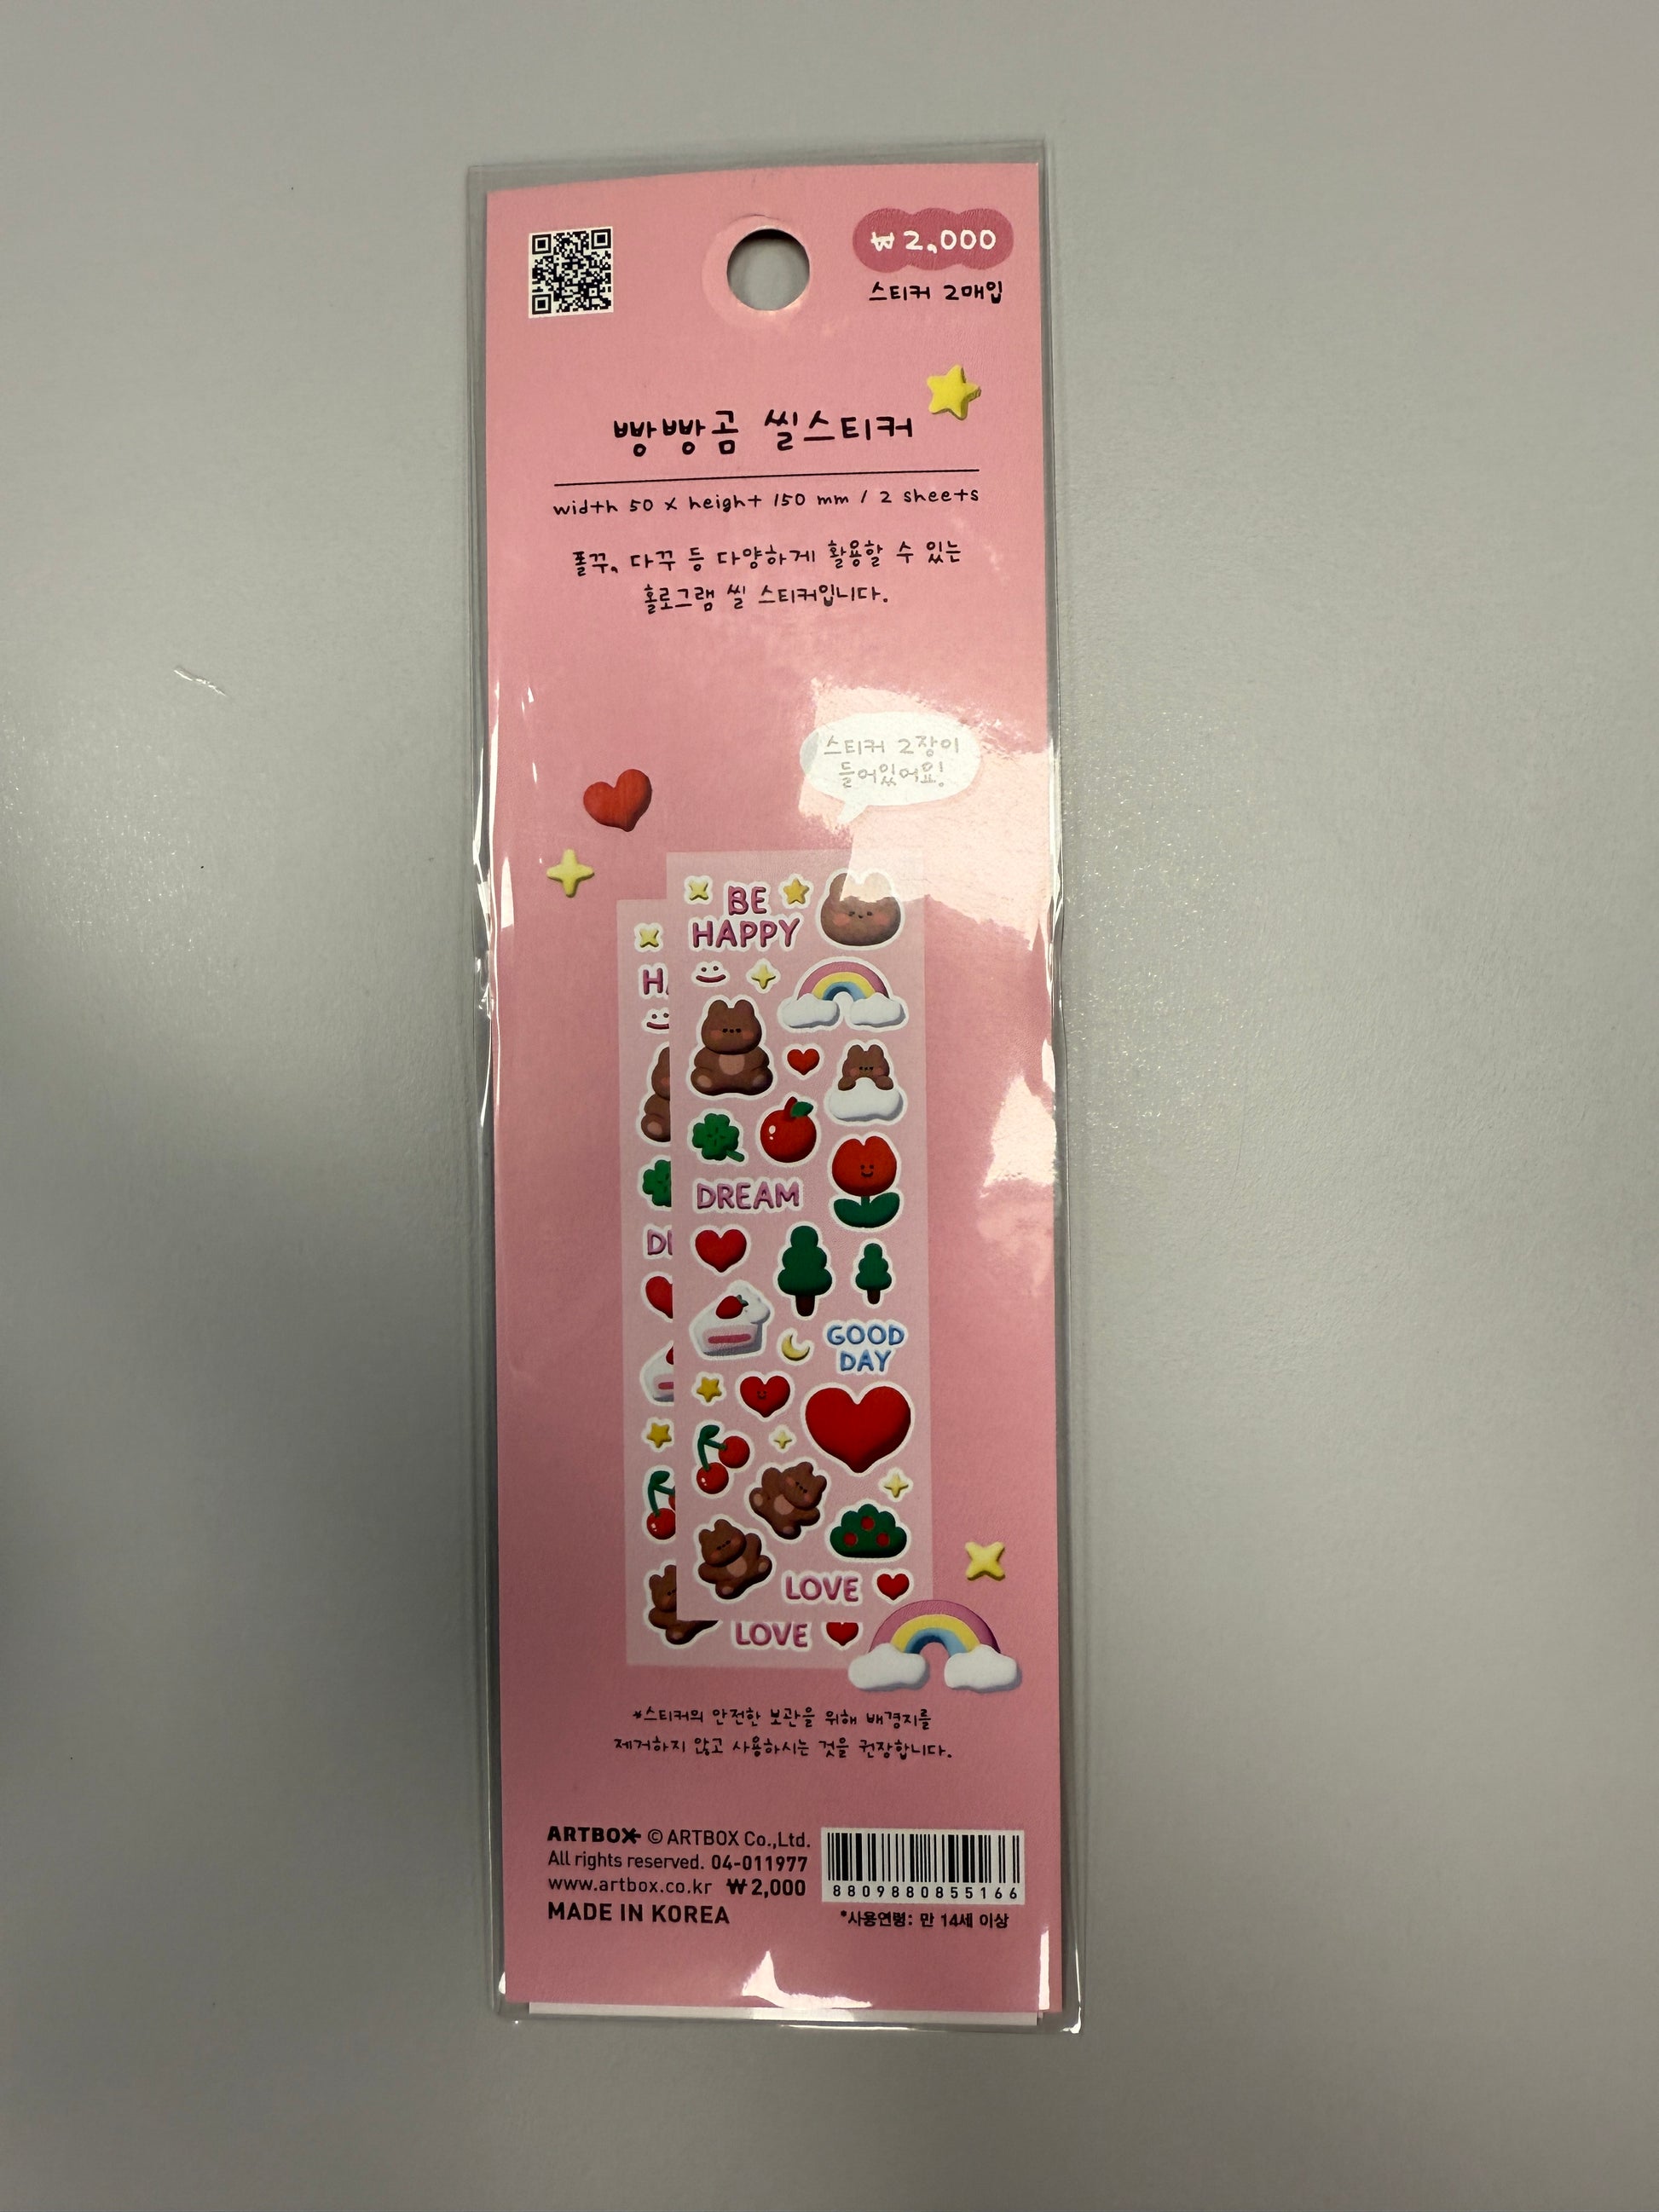 ₩2,000
스티커 2매입
빵빵곰 씰스티커
width 50 x height 150 mm / 2 sheets
폴꾸, 다꾸 등 다양하게 활용할 수 있는
홀로그램 씰 스티커입니다.
스티커 2장이
들어있어요!
BE
HAPPY
HA
DREAM
DR
GOOD
DAY
LOVE
LOVE
*스티커의 안전한 보관을 위해 배경지를
제거하지 않고 사용하시는 것을 권장합니다.
ARTBOX © ARTBOX Co.,Ltd.
All rights reserved. 04-011977
www.artbox.co.kr ₩2,000
MADE IN KOREA
8809880855166
*사용연령: 만 14세 이상